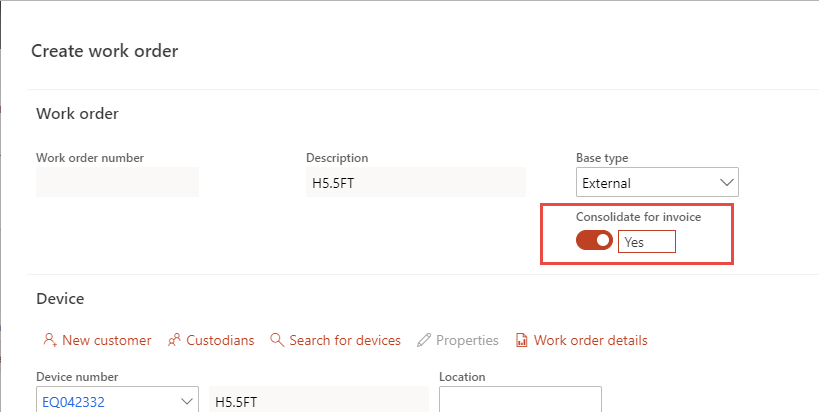 Create work order
Work order
Work order number Description Base type
H5.5FT External
Consolidate for invoice
Yes
Device
New customer Custodians Search for devices Properties Work order details
Device number Location
EQ042332 H5.5FT